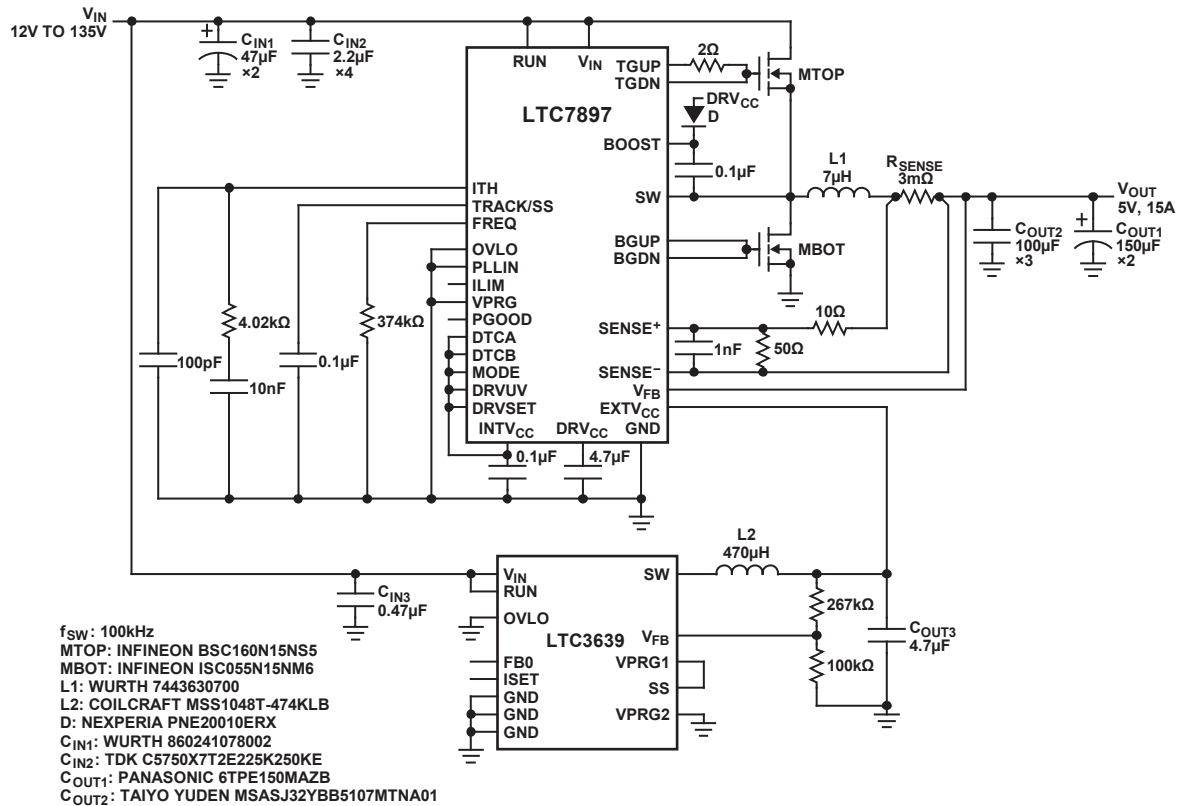 VIN
12V TO 135V
CIN1
47µF
×2
CIN2
2.2µF
×4
RUN
VIN
LTC7897
TGUP
TGDN
2Ω
MTOP
DRVCC
D
BOOST
0.1µF
SW
L1
7µH
RSENSE
3mΩ
VOUT
5V, 15A
COUT2
100µF
×3
COUT1
150µF
×2
BGUP
BGDN
MBOT
10Ω
SENSE+
1nF
50Ω
SENSE−
VFB
EXTVCC
ITH
TRACK/SS
FREQ
OVLO
PLLIN
ILIM
VPRG
PGOOD
DTCA
DTCB
MODE
DRVUV
DRVSET
INTVCC
DRVCC
GND
4.02kΩ
374kΩ
100pF
10nF
0.1µF
0.1µF
4.7µF
CIN3
0.47µF
VIN
RUN
OVLO
LTC3639
FB0
ISET
GND
GND
GND
SW
VFB
VPRG1
SS
VPRG2
L2
470µH
267kΩ
100kΩ
COUT3
4.7µF
fSW: 100kHz
MTOP: INFINEON BSC160N15NS5
MBOT: INFINEON ISC055N15NM6
L1: WURTH 7443630700
L2: COILCRAFT MSS1048T-474KLB
D: NEXPERIA PNE20010ERX
CIN1: WURTH 860241078002
CIN2: TDK C5750X7T2E225K250KE
COUT1: PANASONIC 6TPE150MAZB
COUT2: TAIYO YUDEN MSASJ32YBB5107MTNA01